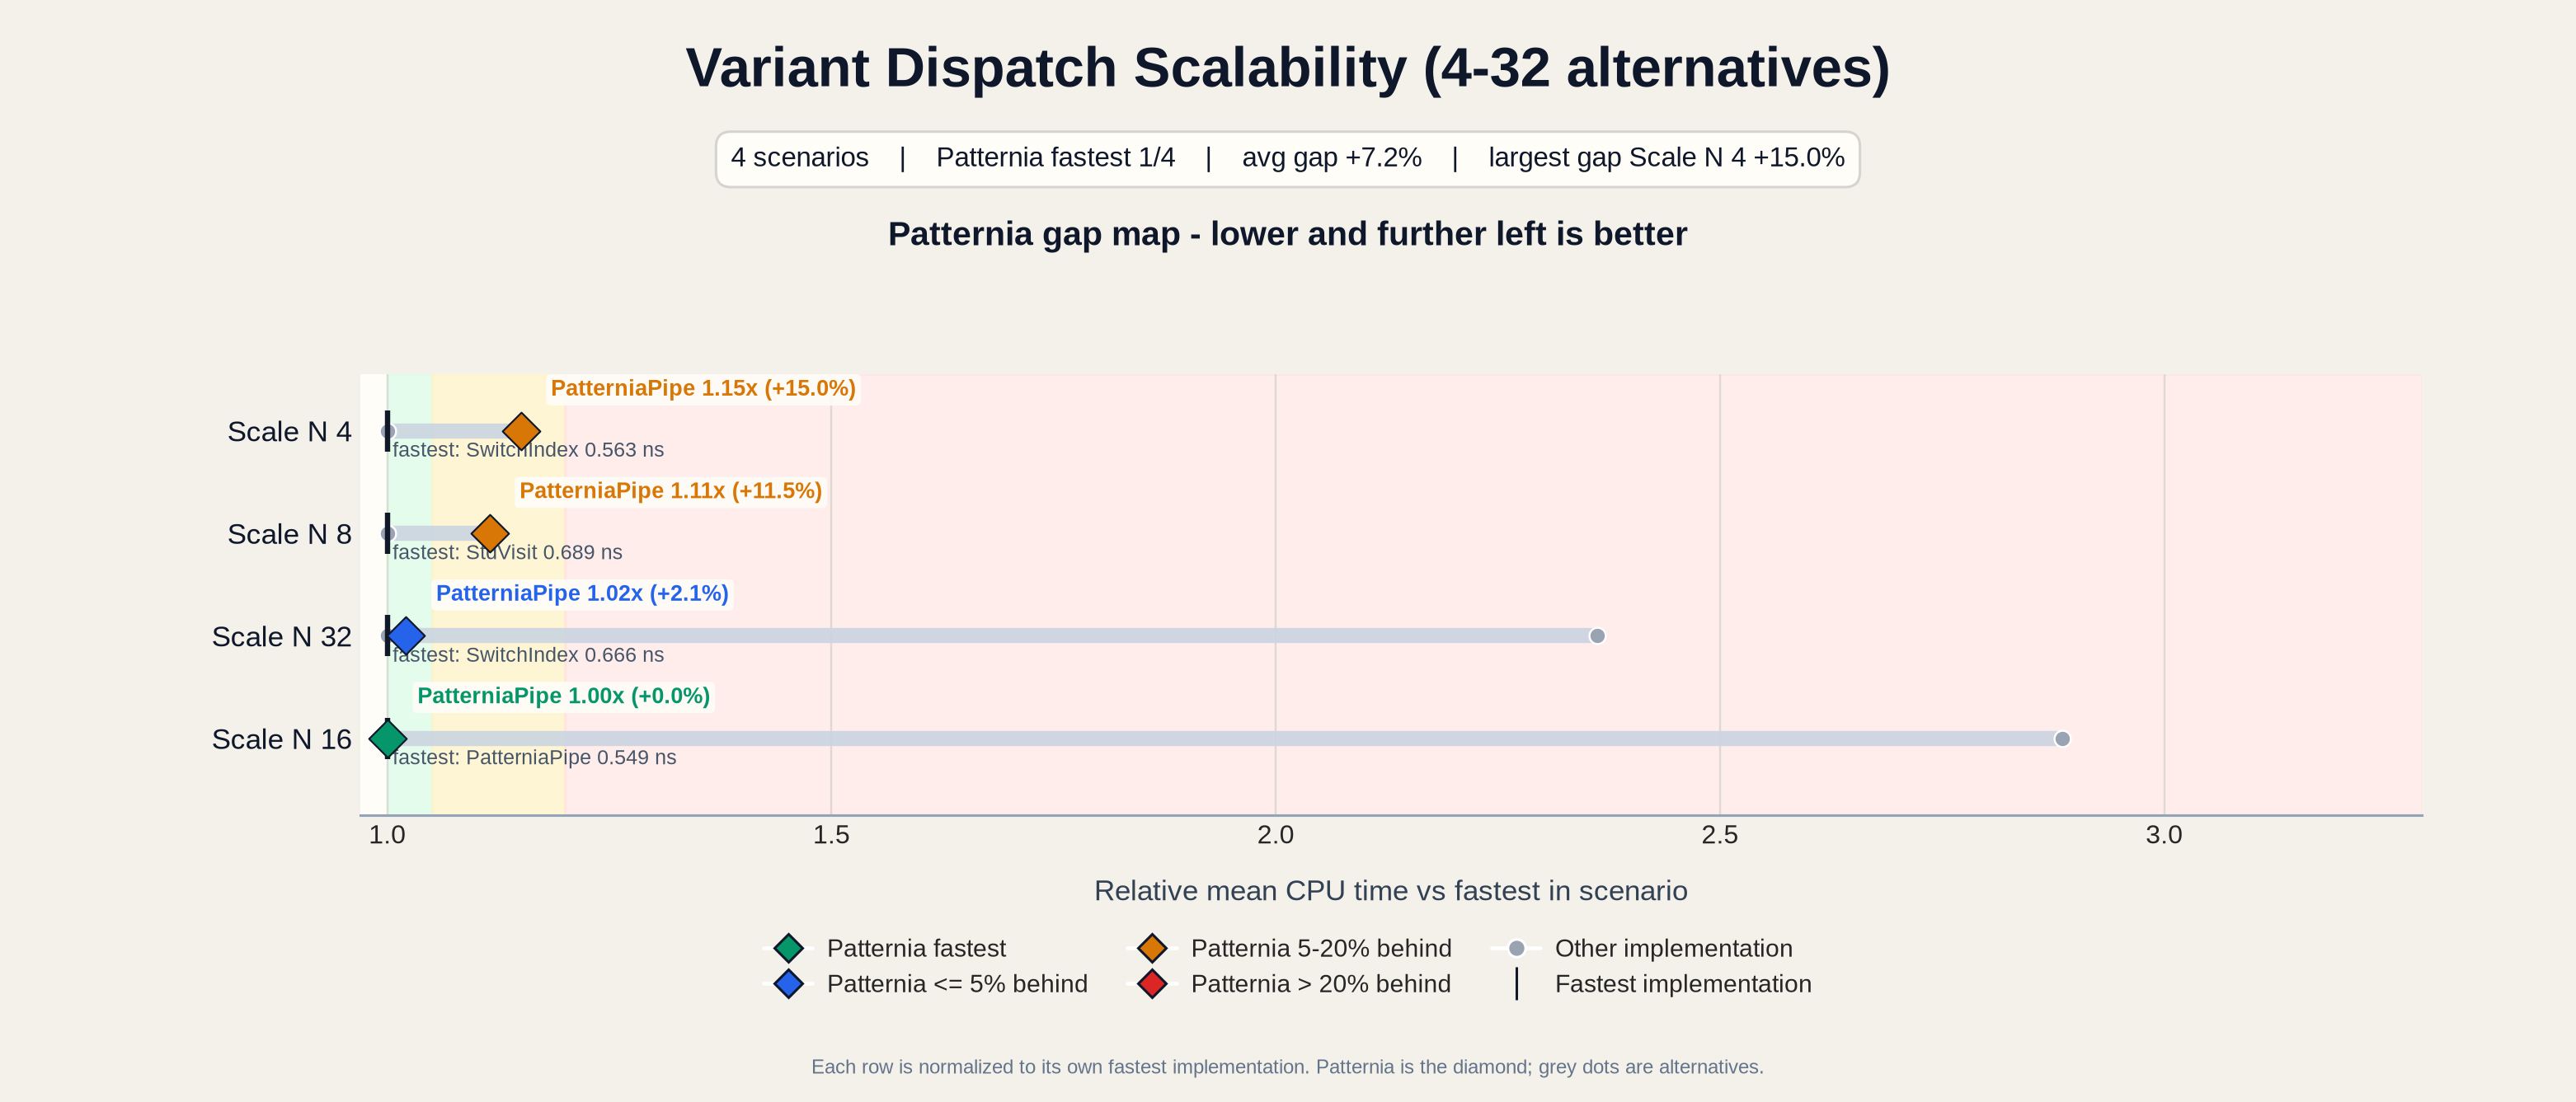 Variant Dispatch Scalability (4-32 alternatives)
4 scenarios | Patternia fastest 1/4 | avg gap +7.2% | largest gap Scale N 4 +15.0%
Patternia gap map - lower and further left is better
PatterniaPipe 1.15x (+15.0%)
Scale N 4
fastest: SwitchIndex 0.563 ns
PatterniaPipe 1.11x (+11.5%)
Scale N 8
fastest: StdVisit 0.689 ns
PatterniaPipe 1.02x (+2.1%)
Scale N 32
fastest: SwitchIndex 0.666 ns
PatterniaPipe 1.00x (+0.0%)
Scale N 16
fastest: PatterniaPipe 0.549 ns
1.0 1.5 2.0 2.5 3.0
Relative mean CPU time vs fastest in scenario
Patternia fastest
Patternia <= 5% behind
Patternia 5-20% behind
Patternia > 20% behind
Other implementation
Fastest implementation
Each row is normalized to its own fastest implementation. Patternia is the diamond; grey dots are alternatives.